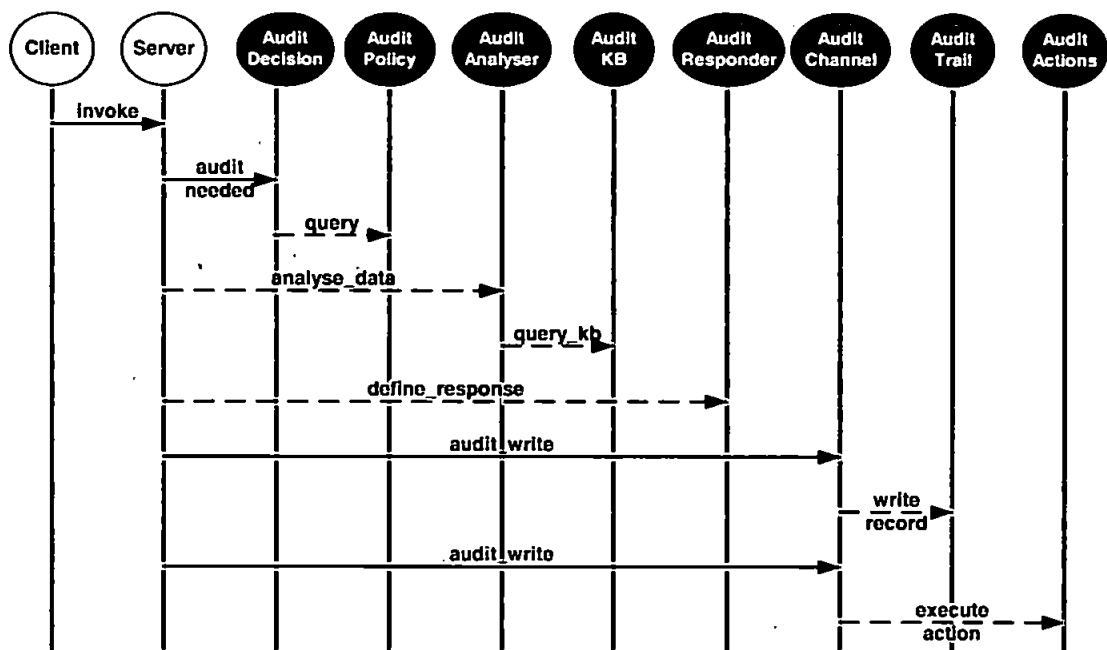 Client
Server
Audit
Decision
Audit
Policy
Audit
Analyser
Audit
KB
Audit
Responder
Audit
Channel
Audit
Trail
Audit
Actions
invoke
audit
needed
query
analyse_data
query_kb
define_response
audit_write
write
record
audit_write
execute
action